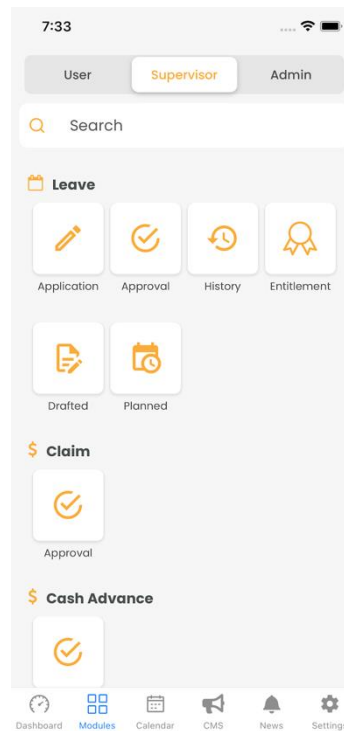 7:33
User Supervisor Admin
Search
Leave
Application Approval History Entitlement
Drafted Planned
$ Claim
Approval
$ Cash Advance
Dashboard Modules Calendar CMS News Setting